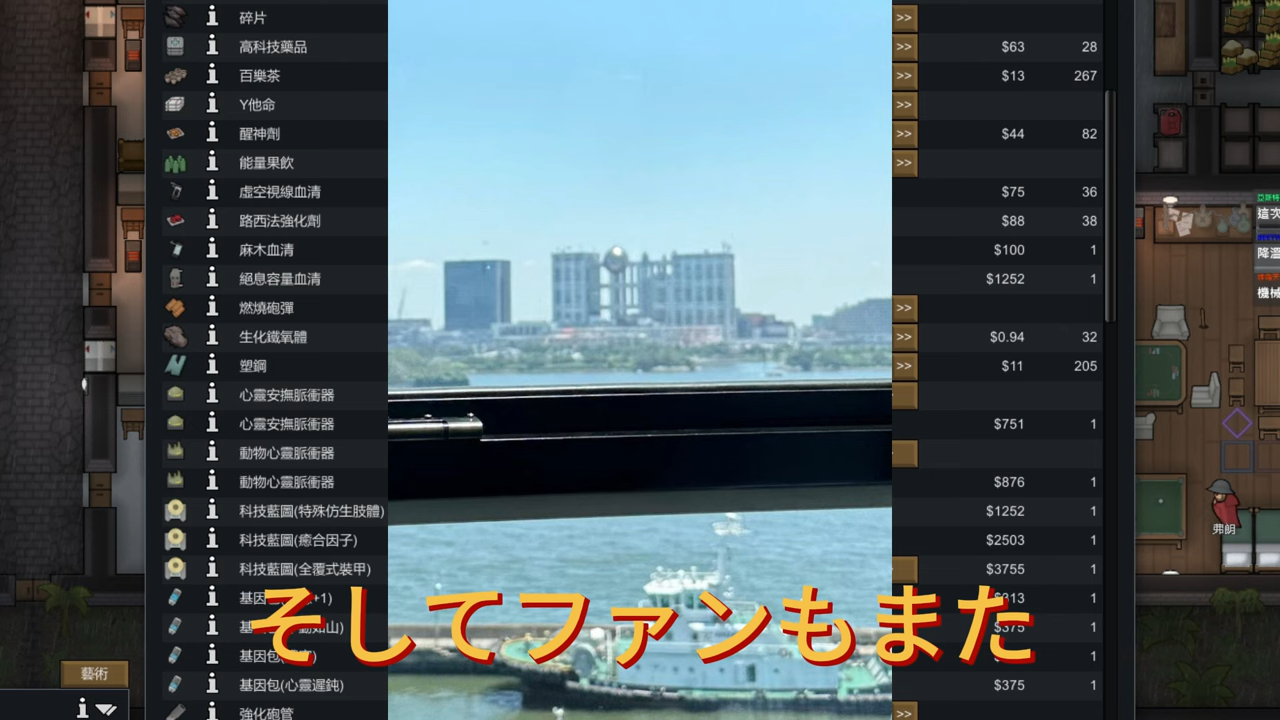 碎片
高科技藥品 >> $63 28
百樂茶 >> $13 267
Y他命 >>
醒神劑 >> $44 82
能量果飲 >>
虛空視線血清 $75 36
路西法強化劑 $88 38
麻木血清 $100 1
絕息容量血清 $1252 1
燃燒砲彈 >>
生化鐵氧體 >> $0.94 32
塑鋼 >> $11 205
心靈安撫脈衝器
心靈安撫脈衝器 $751 1
動物心靈脈衝器
動物心靈脈衝器 $876 1
科技藍圖(特殊仿生肢體) $1252 1
科技藍圖(癒合因子) $2503 1
科技藍圖(全覆式裝甲) $3755 1
そしてファンもまた
基因包(心靈遲鈍) $375 1
強化砲管 >>
藝術
弗朗
這次
降溫
機械